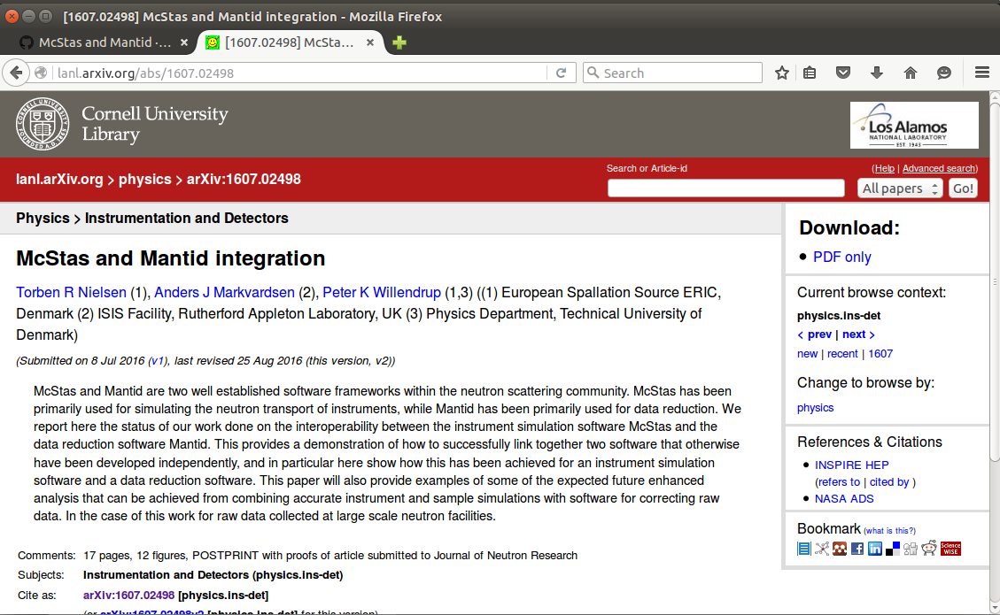 [1607.02498] McStas and Mantid integration - Mozilla Firefox
McStas and Mantid ·...
[1607.02498] McSta...
lanl.arxiv.org/abs/1607.02498
Search
Cornell University
Library
Los Alamos
NATIONAL LABORATORY
EST. 1943
Search or Article-id
(Help | Advanced search)
lanl.arXiv.org > physics > arXiv:1607.02498
All papers
Go!
Physics > Instrumentation and Detectors
McStas and Mantid integration
Torben R Nielsen (1), Anders J Markvardsen (2), Peter K Willendrup (1,3) ((1) European Spallation Source ERIC,
Denmark (2) ISIS Facility, Rutherford Appleton Laboratory, UK (3) Physics Department, Technical University of
Denmark)
(Submitted on 8 Jul 2016 (v1), last revised 25 Aug 2016 (this version, v2))
McStas and Mantid are two well established software frameworks within the neutron scattering community. McStas has been
primarily used for simulating the neutron transport of instruments, while Mantid has been primarily used for data reduction. We
report here the status of our work done on the interoperability between the instrument simulation software McStas and the
data reduction software Mantid. This provides a demonstration of how to successfully link together two software that otherwise
have been developed independently, and in particular here show how this has been achieved for an instrument simulation
software and a data reduction software. This paper will also provide examples of some of the expected future enhanced
analysis that can be achieved from combining accurate instrument and sample simulations with software for correcting raw
data. In the case of this work for raw data collected at large scale neutron facilities.
Comments: 17 pages, 12 figures, POSTPRINT with proofs of article submitted to Journal of Neutron Research
Subjects: Instrumentation and Detectors (physics.ins-det)
Cite as: arXiv:1607.02498 [physics.ins-det]
(or arXiv:1607.02498v2 [physics.ins-det] for this version)
Download:
PDF only
Current browse context:
physics.ins-det
< prev | next >
new | recent | 1607
Change to browse by:
physics
References & Citations
INSPIRE HEP
(refers to | cited by )
NASA ADS
Bookmark (what is this?)
Science
WISE